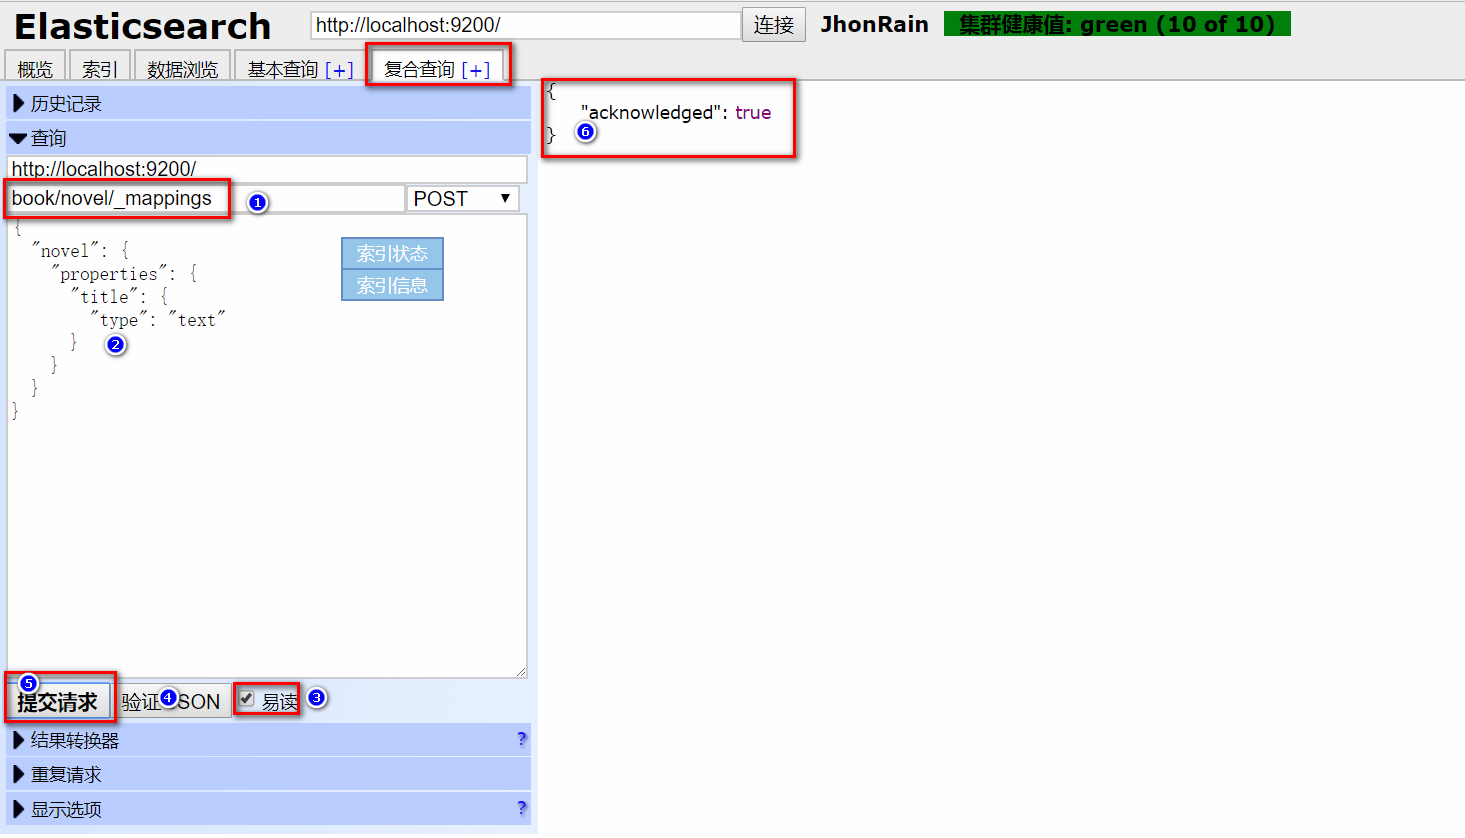 Elasticsearch http://localhost:9200/ 连接 JhonRain 集群健康值: green (10 of 10)
概览 索引 数据浏览 基本查询 [+] 复合查询 [+]
历史记录
查询
http://localhost:9200/
book/novel/_mappings 1 POST
{
"novel": {
"properties": {
"title": {
"type": "text"
} 2
}
}
}
索引状态
索引信息
5
提交请求 验证 4 SON 易读 3
结果转换器 ?
重复请求
显示选项 ?
{
"acknowledged": true
} 6